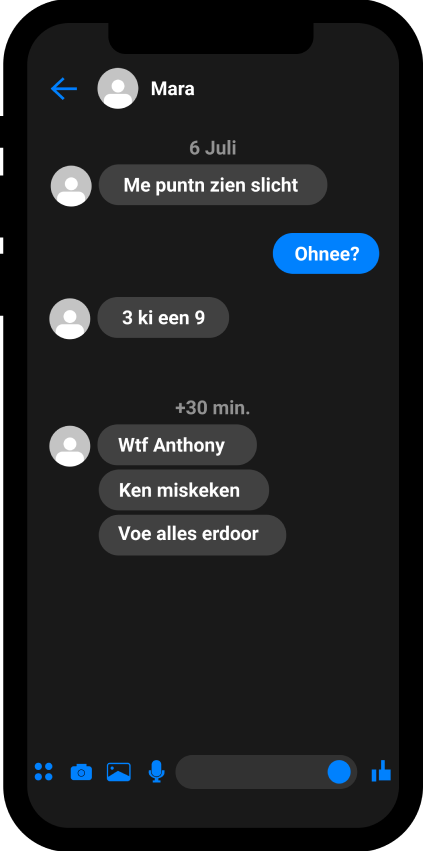 Mara
6 Juli
Me puntn zien slicht
Ohnee?
3 ki een 9
+30 min.
Wtf Anthony
Ken miskeken
Voe alles erdoor